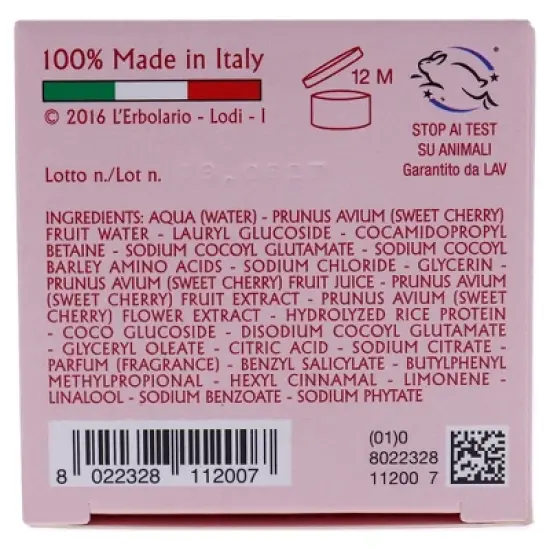 100% Made in Italy
© 2016 L'Erbolario - Lodi - I
12 M
STOP AI TEST
SU ANIMALI
Garantito da LAV
Lotto n./Lot n.
INGREDIENTS: AQUA (WATER) - PRUNUS AVIUM (SWEET CHERRY)
FRUIT WATER - LAURYL GLUCOSIDE - COCAMIDOPROPYL
BETAINE - SODIUM COCOYL GLUTAMATE - SODIUM COCOYL
BARLEY AMINO ACIDS - SODIUM CHLORIDE - GLYCERIN -
PRUNUS AVIUM (SWEET CHERRY) FRUIT JUICE - PRUNUS AVIUM
(SWEET CHERRY) FRUIT EXTRACT - PRUNUS AVIUM (SWEET
CHERRY) FLOWER EXTRACT - HYDROLYZED RICE PROTEIN
- COCO GLUCOSIDE - DISODIUM COCOYL GLUTAMATE
- GLYCERYL OLEATE - CITRIC ACID - SODIUM CITRATE -
PARFUM (FRAGRANCE) - BENZYL SALICYLATE - BUTYLPHENYL
METHYLPROPIONAL - HEXYL CINNAMAL - LIMONENE -
LINALOOL - SODIUM BENZOATE - SODIUM PHYTATE
8 022328 112007
(01)0
8022328
11200 7